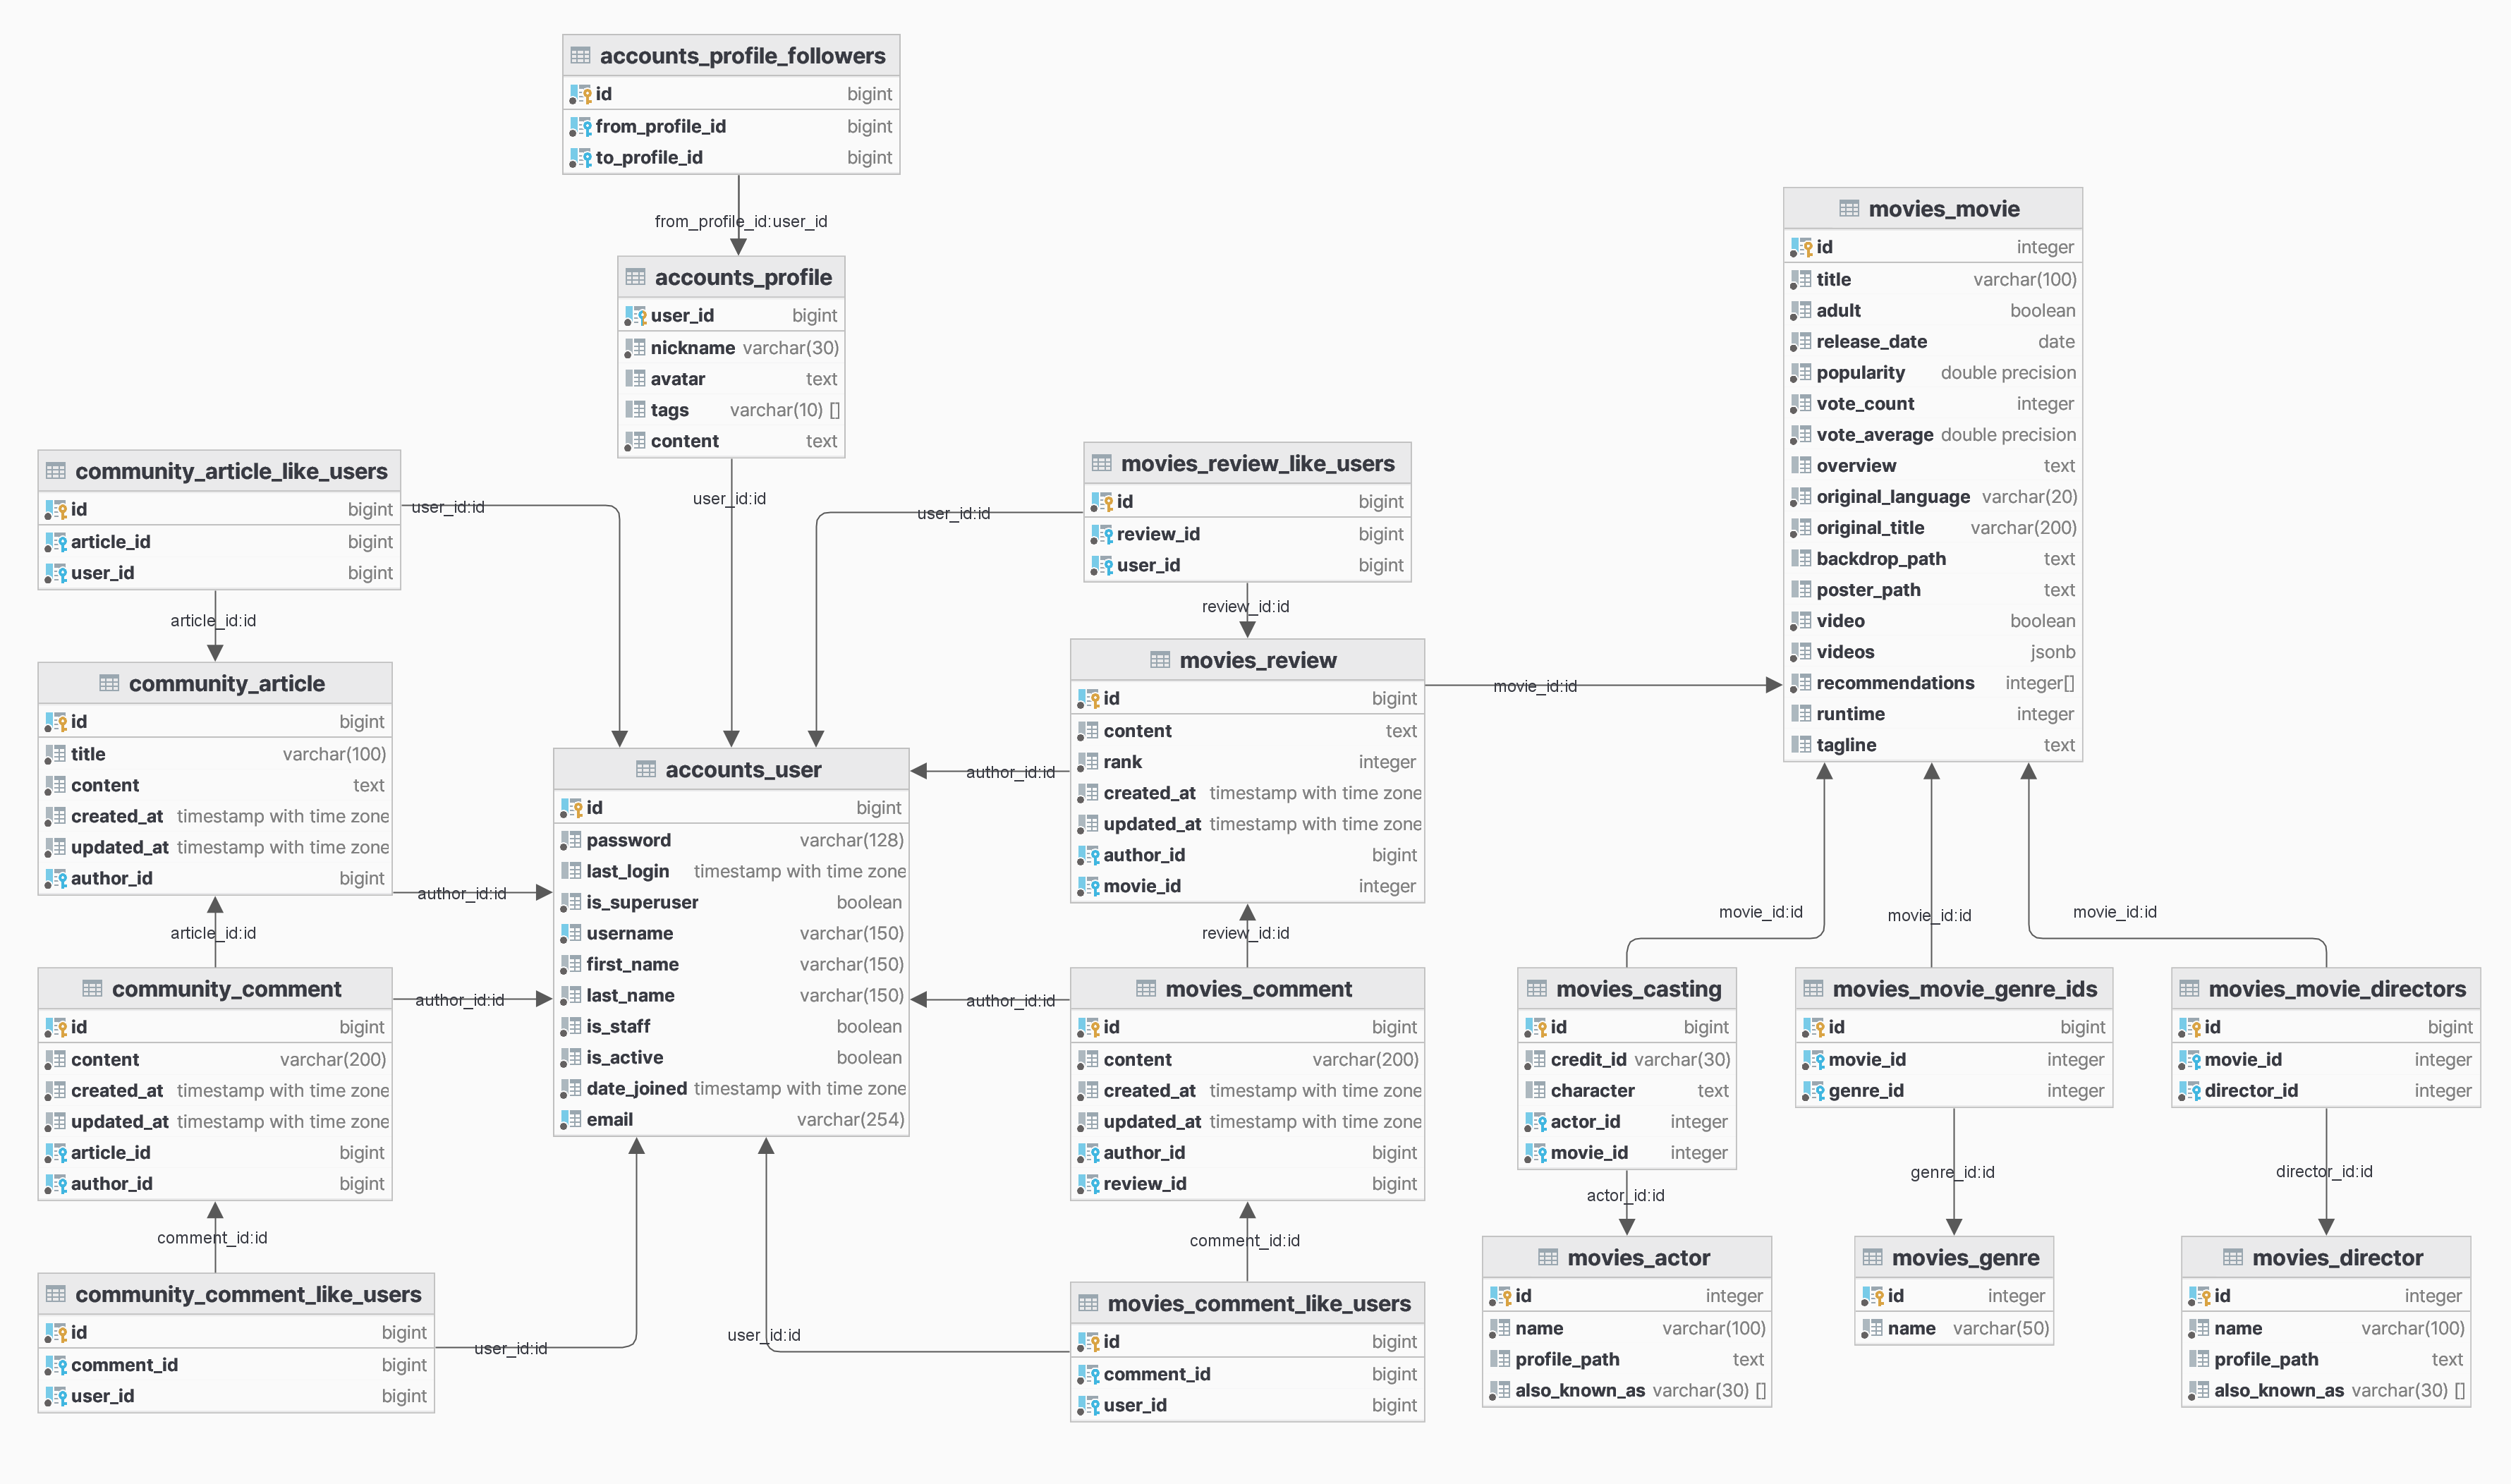 accounts_profile_followers
id bigint
from_profile_id bigint
to_profile_id bigint
from_profile_id:user_id
accounts_profile
user_id bigint
nickname varchar(30)
avatar text
tags varchar(10) []
content text
user_id:id
community_article_like_users
id bigint
article_id bigint
user_id bigint
user_id:id
article_id:id
community_article
id bigint
title varchar(100)
content text
created_at timestamp with time zone
updated_at timestamp with time zone
author_id bigint
author_id:id
article_id:id
community_comment
id bigint
content varchar(200)
created_at timestamp with time zone
updated_at timestamp with time zone
article_id bigint
author_id bigint
author_id:id
comment_id:id
community_comment_like_users
id bigint
comment_id bigint
user_id bigint
user_id:id
accounts_user
id bigint
password varchar(128)
last_login timestamp with time zone
is_superuser boolean
username varchar(150)
first_name varchar(150)
last_name varchar(150)
is_staff boolean
is_active boolean
date_joined timestamp with time zone
email varchar(254)
movies_review_like_users
id bigint
review_id bigint
user_id bigint
user_id:id
review_id:id
movies_review
id bigint
content text
rank integer
created_at timestamp with time zone
updated_at timestamp with time zone
author_id bigint
movie_id integer
author_id:id
movie_id:id
review_id:id
movies_comment
id bigint
content varchar(200)
created_at timestamp with time zone
updated_at timestamp with time zone
author_id bigint
review_id bigint
author_id:id
comment_id:id
movies_comment_like_users
id bigint
comment_id bigint
user_id bigint
user_id:id
movies_movie
id integer
title varchar(100)
adult boolean
release_date date
popularity double precision
vote_count integer
vote_average double precision
overview text
original_language varchar(20)
original_title varchar(200)
backdrop_path text
poster_path text
video boolean
videos jsonb
recommendations integer[]
runtime integer
tagline text
movie_id:id
movie_id:id
movie_id:id
movies_casting
id bigint
credit_id varchar(30)
character text
actor_id integer
movie_id integer
actor_id:id
movies_actor
id integer
name varchar(100)
profile_path text
also_known_as varchar(30) []
movies_movie_genre_ids
id bigint
movie_id integer
genre_id integer
genre_id:id
movies_genre
id integer
name varchar(50)
movies_movie_directors
id bigint
movie_id integer
director_id integer
director_id:id
movies_director
id integer
name varchar(100)
profile_path text
also_known_as varchar(30) []